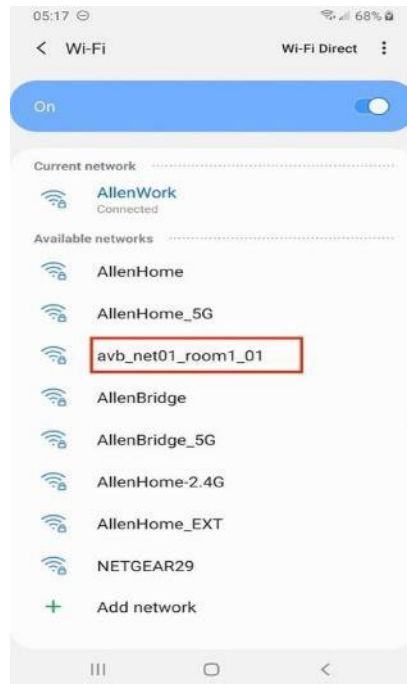 05:17 68%
< Wi-Fi Wi-Fi Direct
On
Current network
AllenWork
Connected
Available networks
AllenHome
AllenHome_5G
avb_net01_room1_01
AllenBridge
AllenBridge_5G
AllenHome-2.4G
AllenHome_EXT
NETGEAR29
+ Add network